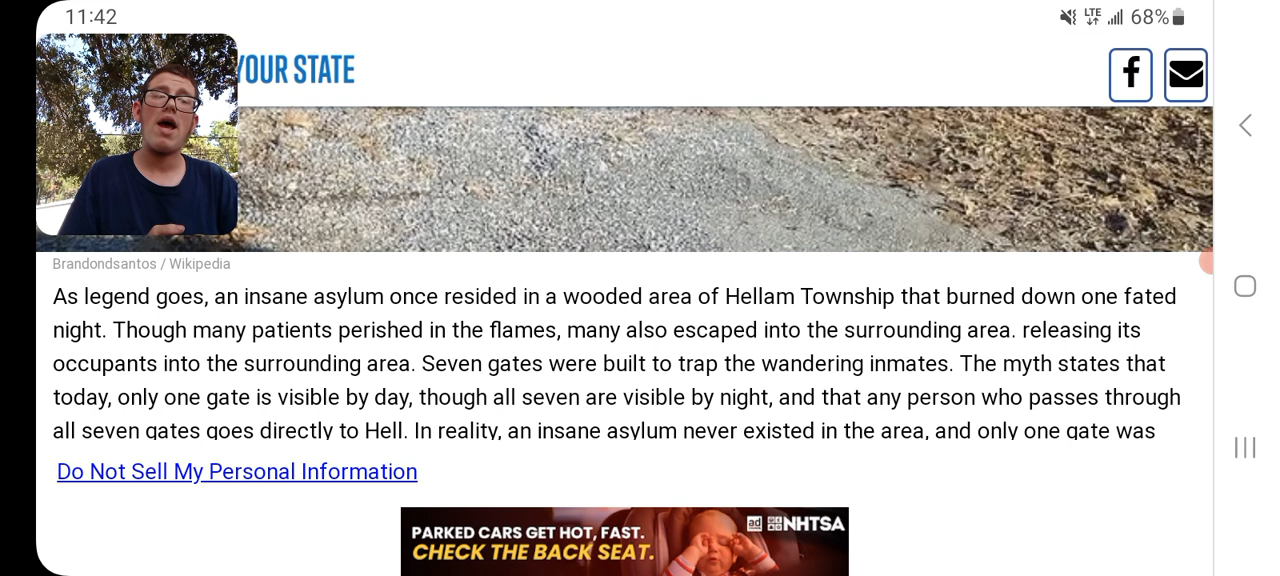 11:42
LTE
68%
YOUR STATE
f
Brandondsantos / Wikipedia
As legend goes, an insane asylum once resided in a wooded area of Hellam Township that burned down one fated
night. Though many patients perished in the flames, many also escaped into the surrounding area. releasing its
occupants into the surrounding area. Seven gates were built to trap the wandering inmates. The myth states that
today, only one gate is visible by day, though all seven are visible by night, and that any person who passes through
all seven gates goes directly to Hell. In reality, an insane asylum never existed in the area, and only one gate was
Do Not Sell My Personal Information
PARKED CARS GET HOT, FAST.
CHECK THE BACK SEAT.
ad
NHTSA